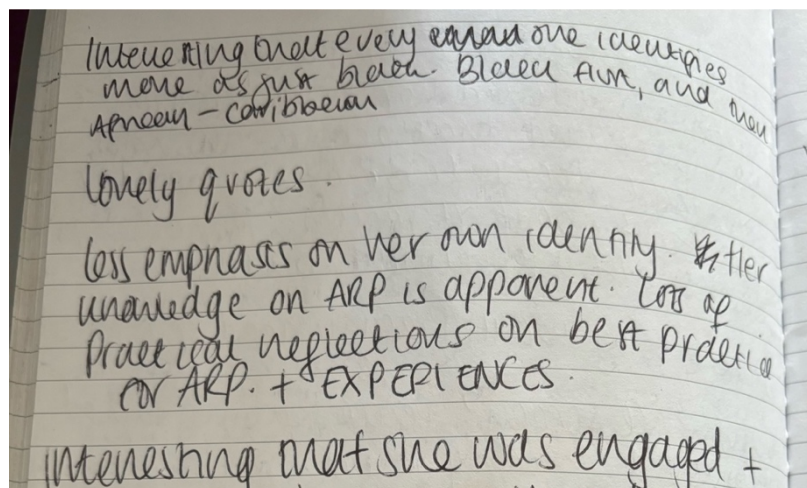 Interesting that every one identifies
more as just black. Black first, and then
African - Caribbean
Lovely quotes.
less emphasis on her own identity. Her
knowledge on ARP is apparent. Lots of
practical reflections on best practice
for ARP. + EXPERIENCES.
interesting that she was engaged +